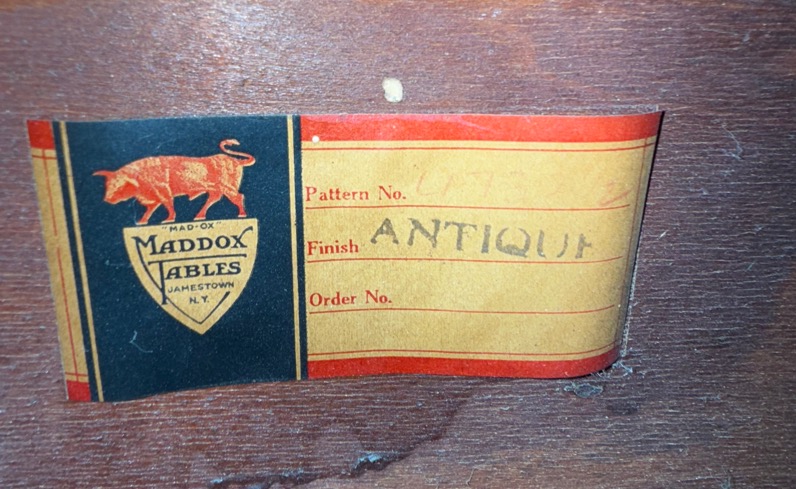 "MAD-OX"
MADDOX
TABLES
JAMESTOWN
N.Y.
Pattern No.
Finish ANTIQUE
Order No.